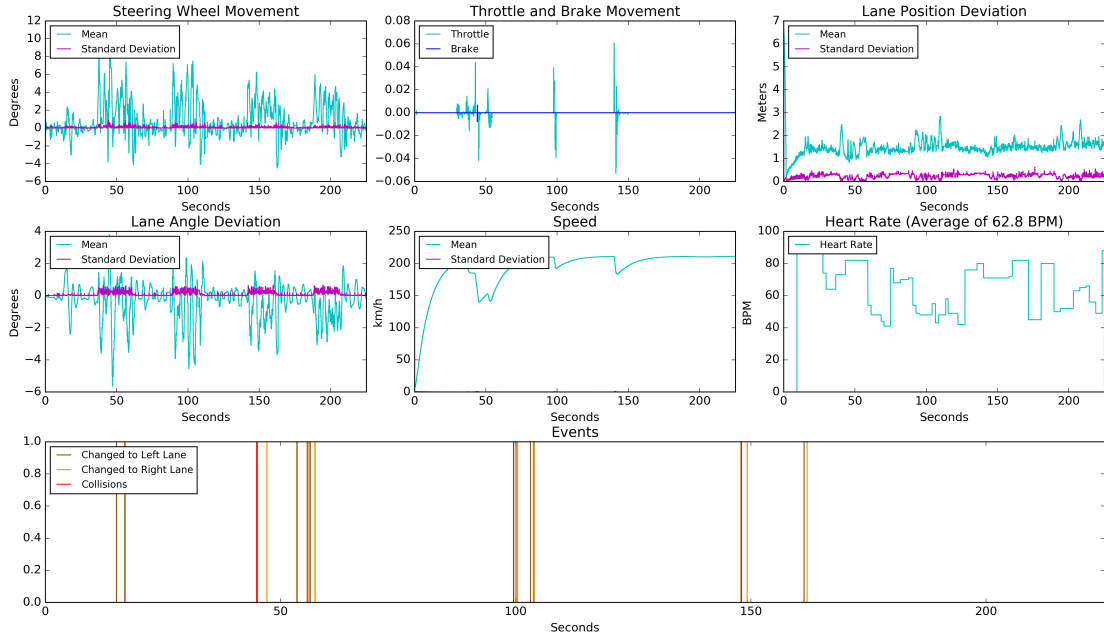 Steering Wheel Movement
Mean
Standard Deviation
12
10
8
6
4
2
0
−2
−4
−6
Degrees
0 50 100 150 200
Seconds
Throttle and Brake Movement
Throttle
Brake
0.08
0.06
0.04
0.02
0.00
−0.02
−0.04
−0.06
0 50 100 150 200
Seconds
Lane Position Deviation
Mean
Standard Deviation
7
6
5
4
3
2
1
0
Meters
0 50 100 150 200
Seconds
Lane Angle Deviation
Mean
Standard Deviation
4
2
0
−2
−4
−6
Degrees
0 50 100 150 200
Seconds
Speed
Mean
Standard Deviation
250
200
150
100
50
0
km/h
0 50 100 150 200
Seconds
Heart Rate (Average of 62.8 BPM)
Heart Rate
100
80
60
40
20
0
BPM
0 50 100 150 200
Seconds
Events
Changed to Left Lane
Changed to Right Lane
Collisions
1.0
0.8
0.6
0.4
0.2
0.0
0 50 100 150 200
Seconds